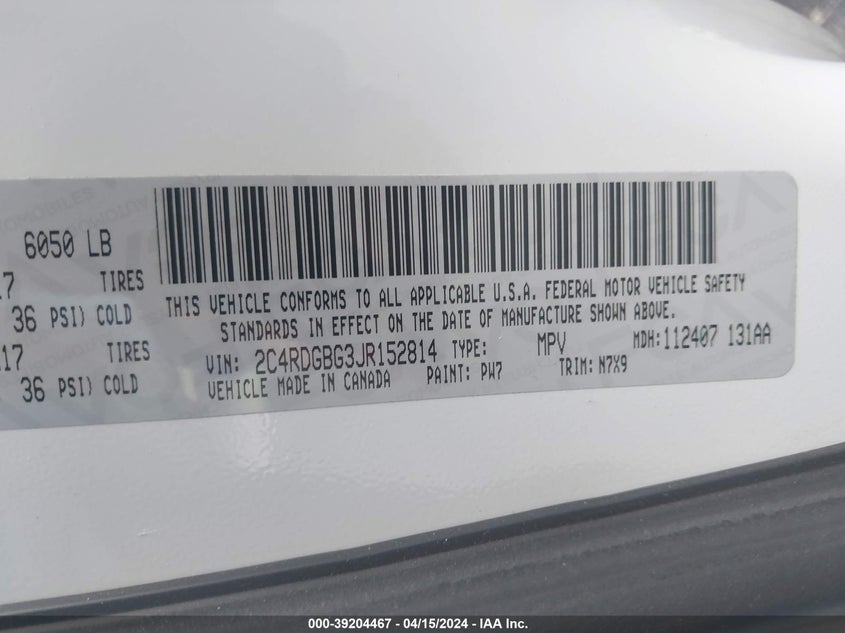 6050 LB
17 TIRES
36 PSI) COLD
17 TIRES
36 PSI) COLD
THIS VEHICLE CONFORMS TO ALL APPLICABLE U.S.A. FEDERAL MOTOR VEHICLE SAFETY
STANDARDS IN EFFECT ON THE DATE OF MANUFACTURE SHOWN ABOVE.
VIN: 2C4RDGBG3JR152814 TYPE: MPV MDH:112407 131AA
VEHICLE MADE IN CANADA PAINT: PW7 TRIM: N7X9
000-39204467 - 04/15/2024 - IAA Inc.